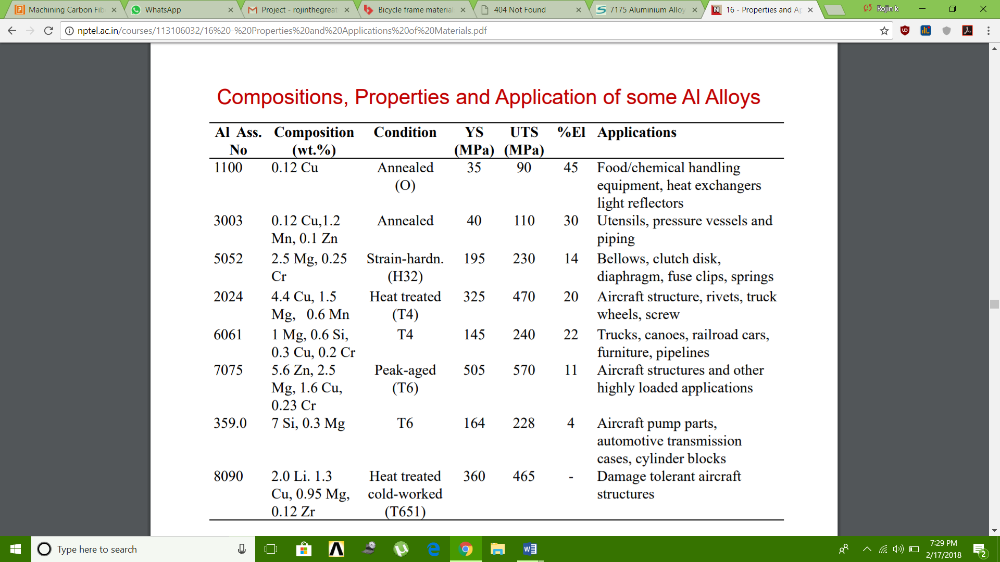 Machining Carbon Fib
WhatsApp
Project - rojinthegreat
Bicycle frame material
404 Not Found
7175 Aluminium Alloy
16 - Properties and Ap
Rojin k
nptel.ac.in/courses/113106032/16%20-%20Properties%20and%20Applications%20of%20Materials.pdf
Compositions, Properties and Application of some Al Alloys
Al Ass. Composition Condition YS UTS %El Applications
No (wt.%) (MPa) (MPa)
1100 0.12 Cu Annealed 35 90 45 Food/chemical handling
(O) equipment, heat exchangers
light reflectors
3003 0.12 Cu,1.2 Annealed 40 110 30 Utensils, pressure vessels and
Mn, 0.1 Zn piping
5052 2.5 Mg, 0.25 Strain-hardn. 195 230 14 Bellows, clutch disk,
Cr (H32) diaphragm, fuse clips, springs
2024 4.4 Cu, 1.5 Heat treated 325 470 20 Aircraft structure, rivets, truck
Mg, 0.6 Mn (T4) wheels, screw
6061 1 Mg, 0.6 Si, T4 145 240 22 Trucks, canoes, railroad cars,
0.3 Cu, 0.2 Cr furniture, pipelines
7075 5.6 Zn, 2.5 Peak-aged 505 570 11 Aircraft structures and other
Mg, 1.6 Cu, (T6) highly loaded applications
0.23 Cr
359.0 7 Si, 0.3 Mg T6 164 228 4 Aircraft pump parts,
automotive transmission
cases, cylinder blocks
8090 2.0 Li. 1.3 Heat treated 360 465 - Damage tolerant aircraft
Cu, 0.95 Mg, cold-worked structures
0.12 Zr (T651)
Type here to search
7:29 PM
2/17/2018
2